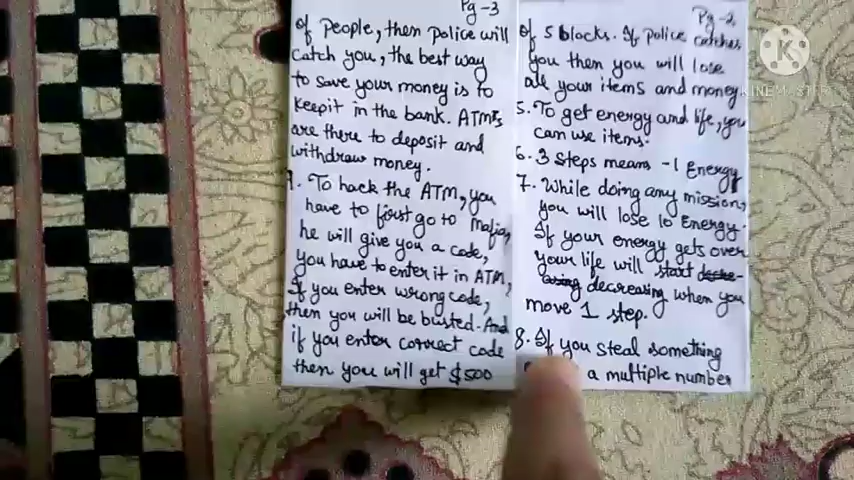 Pg-3
of people, then police will
catch you, the best way
to save your money is to
keep it in the bank. ATM's
are there to deposit and
withdraw money.
9. To hack the ATM, you
have to first go to Mafia,
he will give you a code,
you have to enter it in ATM,
If you enter wrong code,
then you will be busted. And
if you enter correct code
then you will get $500
Pg-2
of 5 blocks. If police catches
you then you will lose
all your items and money
5. To get energy and life, you
can use items.
6. 3 Steps means -1 Energy
7. While doing any mission,
you will lose 10 Energy.
If your energy gets over
your life will start
decreasing when you
move 1 step.
8. If you steal something
a multiple number
KINEMASTER